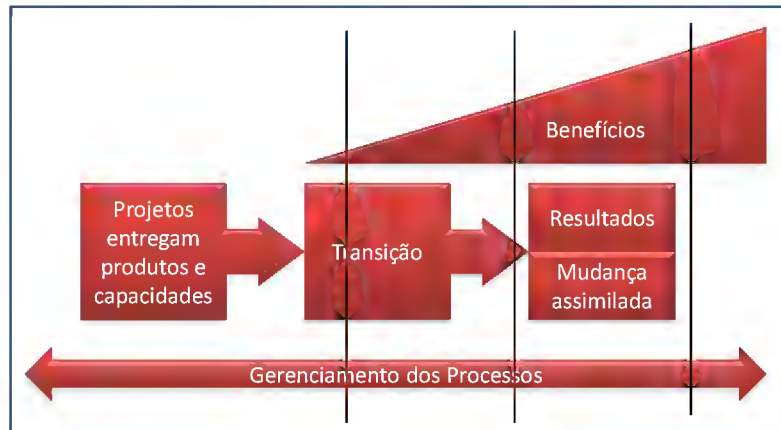 Benefícios
Projetos
entregam
produtos e
capacidades
Transição
Resultados
Mudança
assimilada
Gerenciamento dos Processos